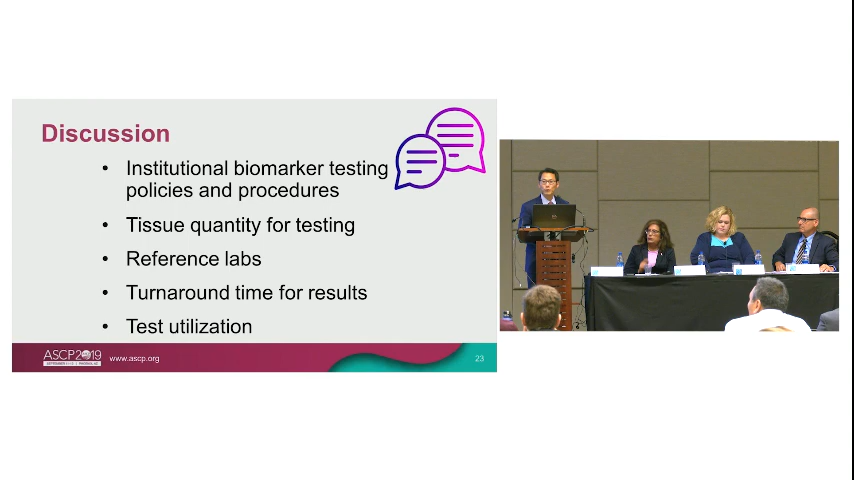 Discussion
• Institutional biomarker testing
policies and procedures
• Tissue quantity for testing
• Reference labs
• Turnaround time for results
• Test utilization
ASCP2019
www.ascp.org
23